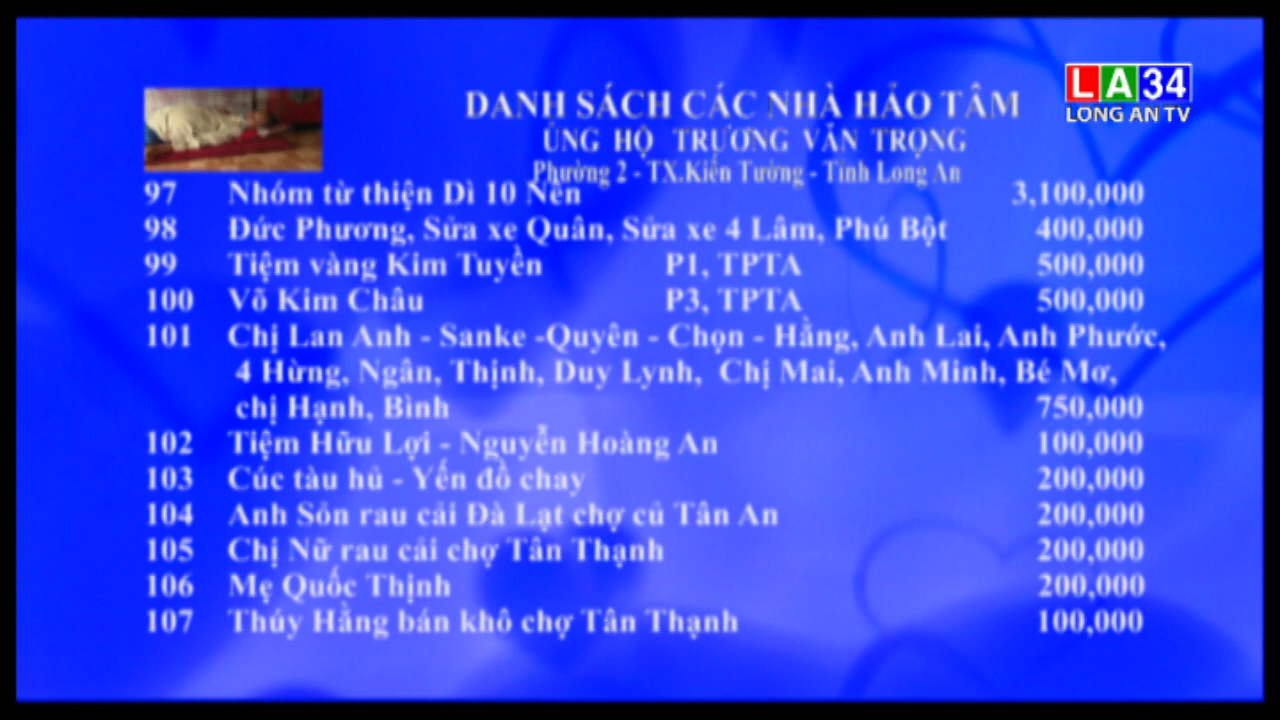 LA34
LONG AN TV
DANH SÁCH CÁC NHÀ HẢO TÂM
ỦNG HỘ TRƯƠNG VĂN TRỌNG
Phường 2 - TX.Kiến Tường - Tỉnh Long An
97 Nhóm từ thiện Dì 10 Nên 3,100,000
98 Đức Phương, Sửa xe Quân, Sửa xe 4 Lâm, Phú Bột 400,000
99 Tiệm vàng Kim Tuyền P1, TPTA 500,000
100 Võ Kim Châu P3, TPTA 500,000
101 Chị Lan Anh - Sanke -Quyên - Chọn - Hằng, Anh Lai, Anh Phước,
4 Hừng, Ngân, Thịnh, Duy Lynh, Chị Mai, Anh Minh, Bé Mơ,
chị Hạnh, Bình 750,000
102 Tiệm Hữu Lợi - Nguyễn Hoàng An 100,000
103 Cúc tàu hủ - Yến đồ chay 200,000
104 Anh Sỏn rau cải Đà Lạt chợ củ Tân An 200,000
105 Chị Nữ rau cải chợ Tân Thạnh 200,000
106 Mẹ Quốc Thịnh 200,000
107 Thúy Hằng bán khô chợ Tân Thạnh 100,000